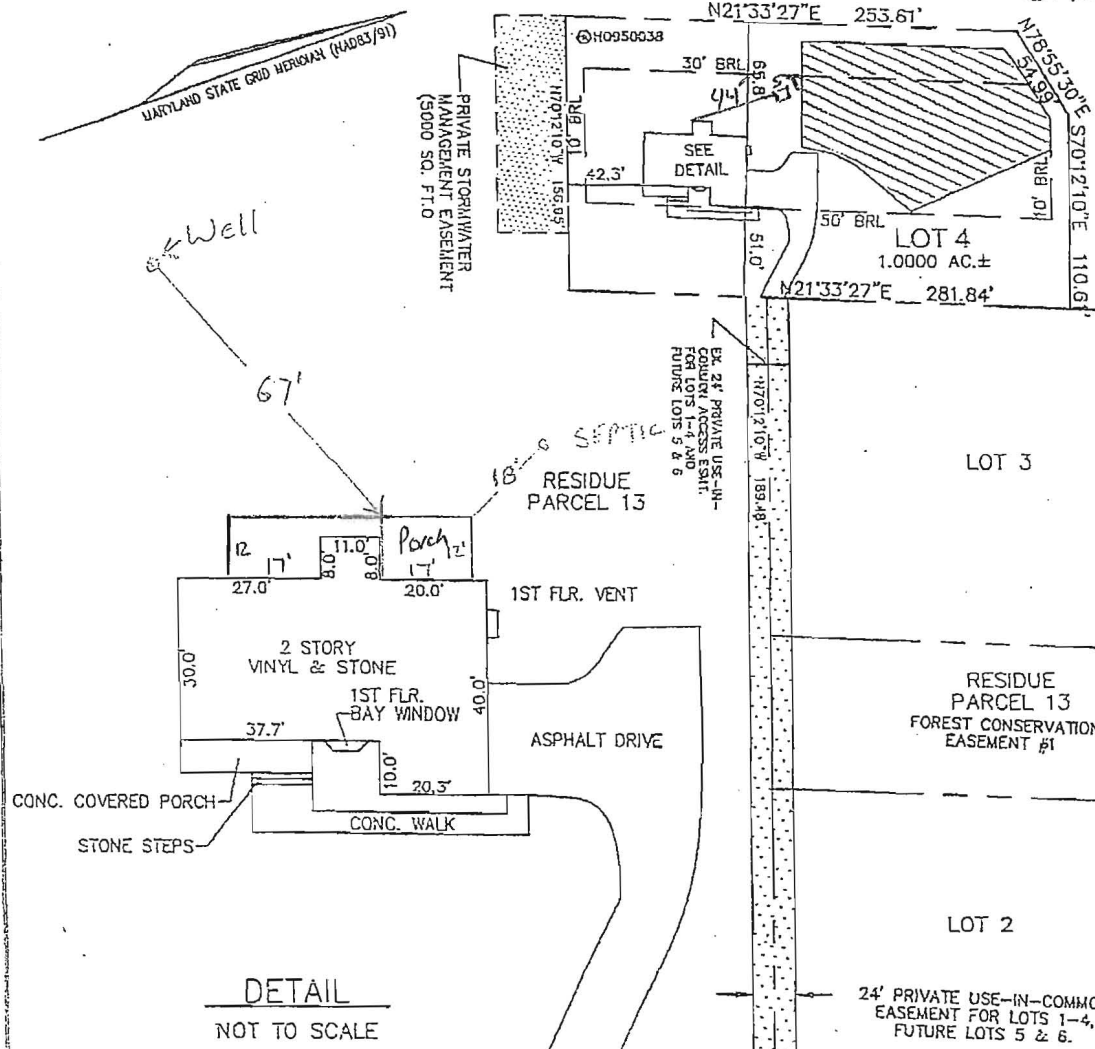 N21°33'27"E 253.61'
MARYLAND STATE GRID MERIDIAN (NAD83/91)
PRIVATE STORMWATER
MANAGEMENT EASEMENT
(5000 SQ. FT.)
HO950038
30' BRL
65.8'
44'
N78°55'30"E
54.99'
N70°12'10"W 156.95'
10' BRL
SEE
DETAIL
42.3'
50' BRL
10' BRL
S70°12'10"E 110.61'
LOT 4
1.0000 AC.±
51.0'
N21°33'27"E 281.84'
Well
67'
EX. 24' PRIVATE USE-IN-
COMMON ACCESS ESMT.
FOR LOTS 1-4 AND
FUTURE LOTS 5 & 6
N70°12'10"W 189.48'
SEPTIC
18'
RESIDUE
PARCEL 13
LOT 3
12
17'
11.0'
8.0'
8.0'
Porch
12'
17'
27.0'
20.0'
1ST FLR. VENT
2 STORY
VINYL & STONE
30.0'
40.0'
1ST FLR.
BAY WINDOW
37.7'
10.0'
20.3'
ASPHALT DRIVE
RESIDUE
PARCEL 13
FOREST CONSERVATION
EASEMENT #1
CONC. COVERED PORCH
CONC. WALK
STONE STEPS
LOT 2
DETAIL
NOT TO SCALE
24' PRIVATE USE-IN-COMMO
EASEMENT FOR LOTS 1-4,
FUTURE LOTS 5 & 6.